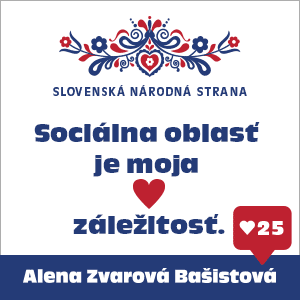 SLOVENSKÁ NÁRODNÁ STRANA
Sociálna oblasť
je moja
záležitosť.
25
Alena Zvarová Bašistová